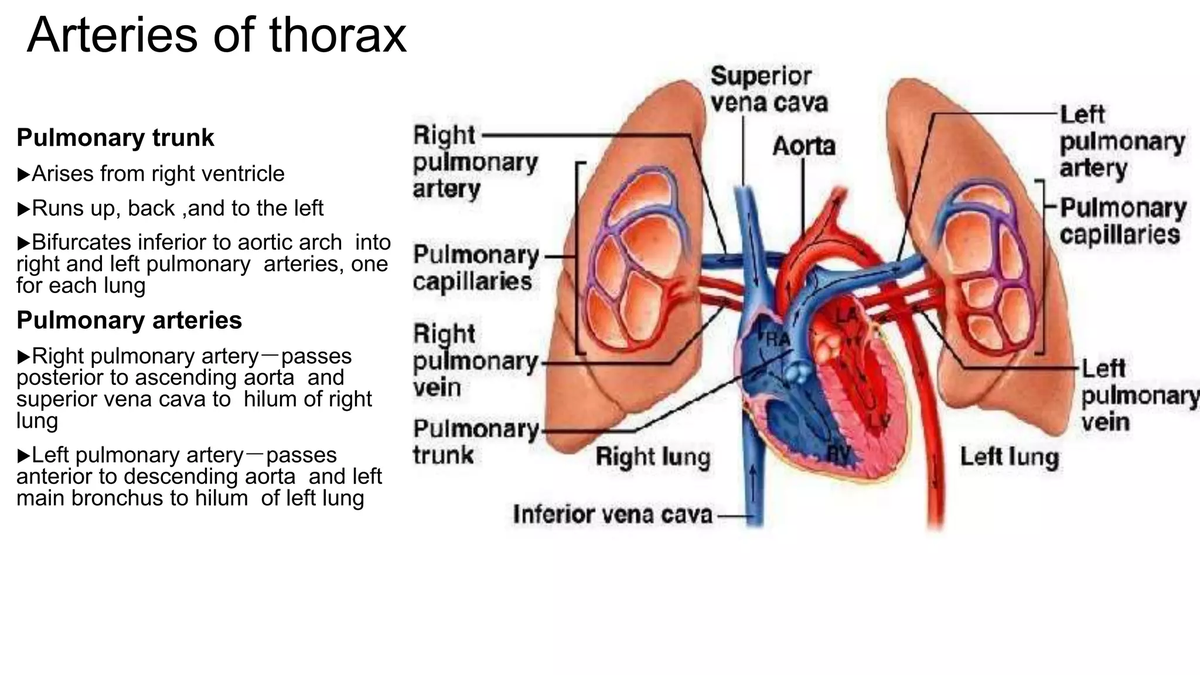 Arteries of thorax
Pulmonary trunk
▶Arises from right ventricle
▶Runs up, back ,and to the left
▶Bifurcates inferior to aortic arch  into
right and left pulmonary  arteries, one
for each lung
Pulmonary arteries
▶Right pulmonary artery—passes
posterior to ascending aorta  and
superior vena cava to  hilum of right
lung
▶Left pulmonary artery—passes
anterior to descending aorta  and left
main bronchus to hilum  of left lung
Superior
vena cava
Right
pulmonary
artery
Aorta
Left
pulmonary
artery
Pulmonary
capillaries
Pulmonary
capillaries
Right
pulmonary
vein
Pulmonary
trunk
Left
pulmonary
vein
RA
LA
LV
RV
Right lung
Left lung
Inferior vena cava